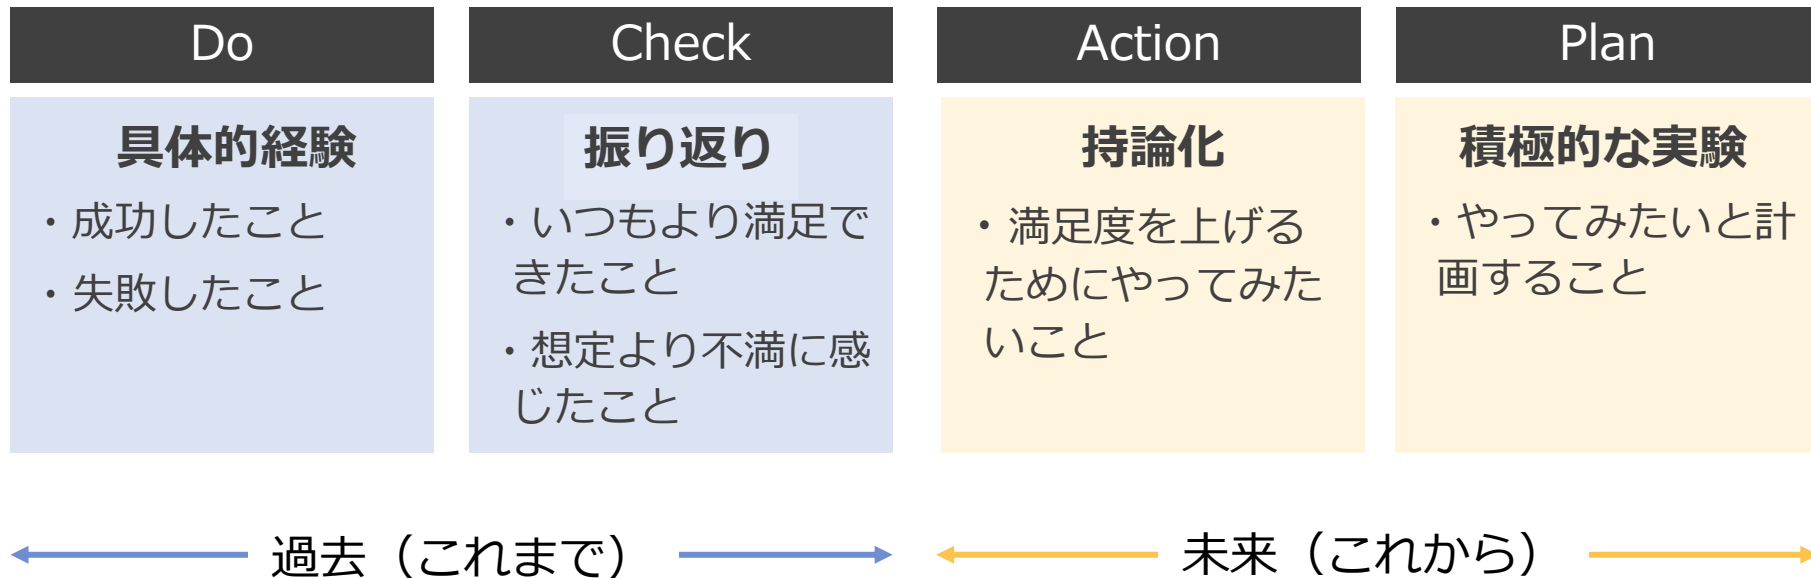 Do
具体的経験
・成功したこと
・失敗したこと
Check
振り返り
・いつもより満足で
きたこと
・想定より不満に感
じたこと
Action
持論化
・満足度を上げる
ためにやってみた
いこと
Plan
積極的な実験
・やってみたいと計
画すること
過去（これまで）
未来（これから）